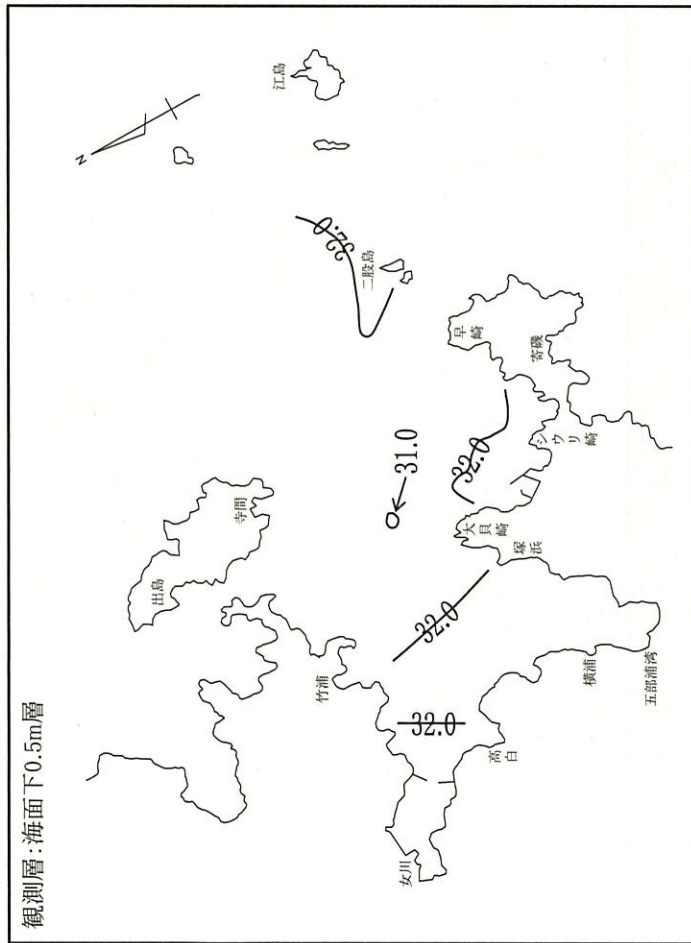 観測層:海面下0.5m層
N
江島
32.0
二股島
早崎
寄磯
シウリ崎
32.0
31.0
大貝崎
塚浜
寺間
出島
32.0
竹浦
32.0
高白
横浦
五部浦湾
女川